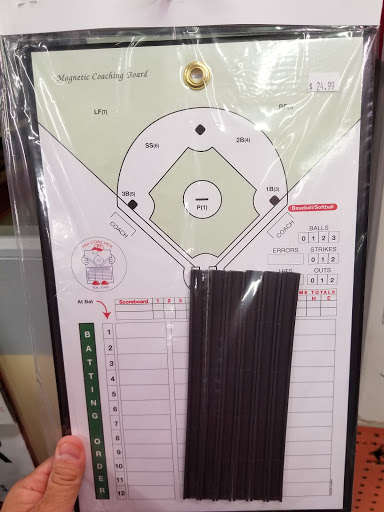 Magnetic Coaching Board
$ 24.99
LF(7)
SS(6)
2B(4)
3B(5)
P(1)
1B(3)
COACH
COACH
Baseball/Softball
BALLS
0 1 2 3
ERRORS
STRIKES
0 1 2
OUTS
0 1 2
At Bat
Scoreboard 1 2 3
TOTALS
H E
BATTING ORDER
1
2
3
4
5
6
7
8
9
10
11
12